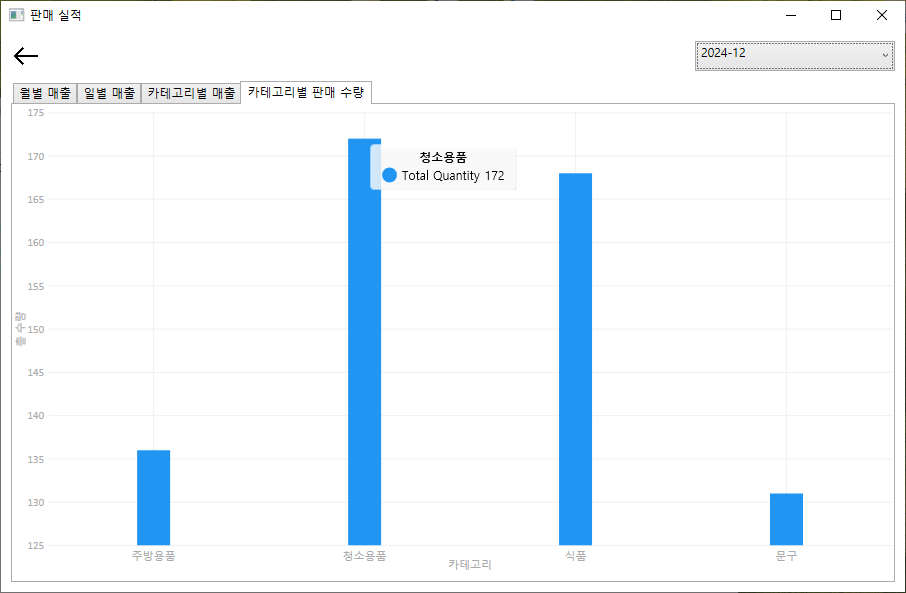 판매 실적
2024-12
월별 매출 일별 매출 카테고리별 매출 카테고리별 판매 수량
175
170
165
160
155
150
145
140
135
130
125
청소용품
Total Quantity 172
주방용품 청소용품 식품 문구
카테고리